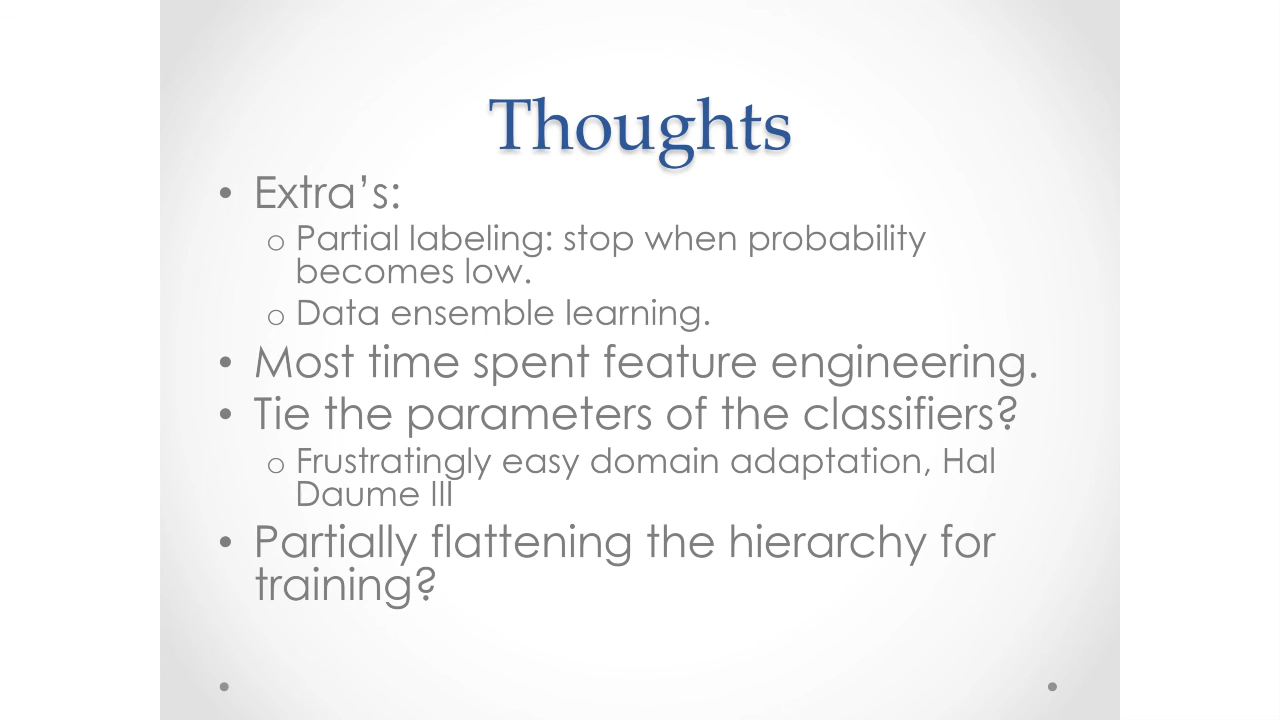 Thoughts
• Extra’s:
o Partial labeling: stop when probability
becomes low.
o Data ensemble learning.
• Most time spent feature engineering.
• Tie the parameters of the classifiers?
o Frustratingly easy domain adaptation, Hal
Daume III
• Partially flattening the hierarchy for
training?